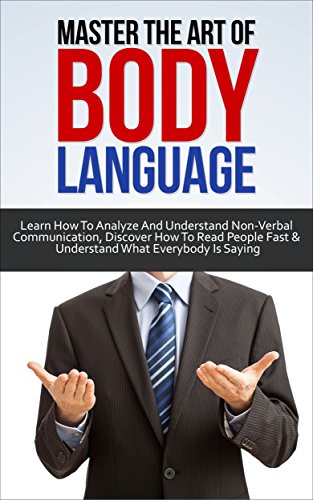 MASTER THE ART OF
BODY
LANGUAGE
Learn How To Analyze And Understand Non-Verbal
Communication, Discover How To Read People Fast &
Understand What Everybody Is Saying